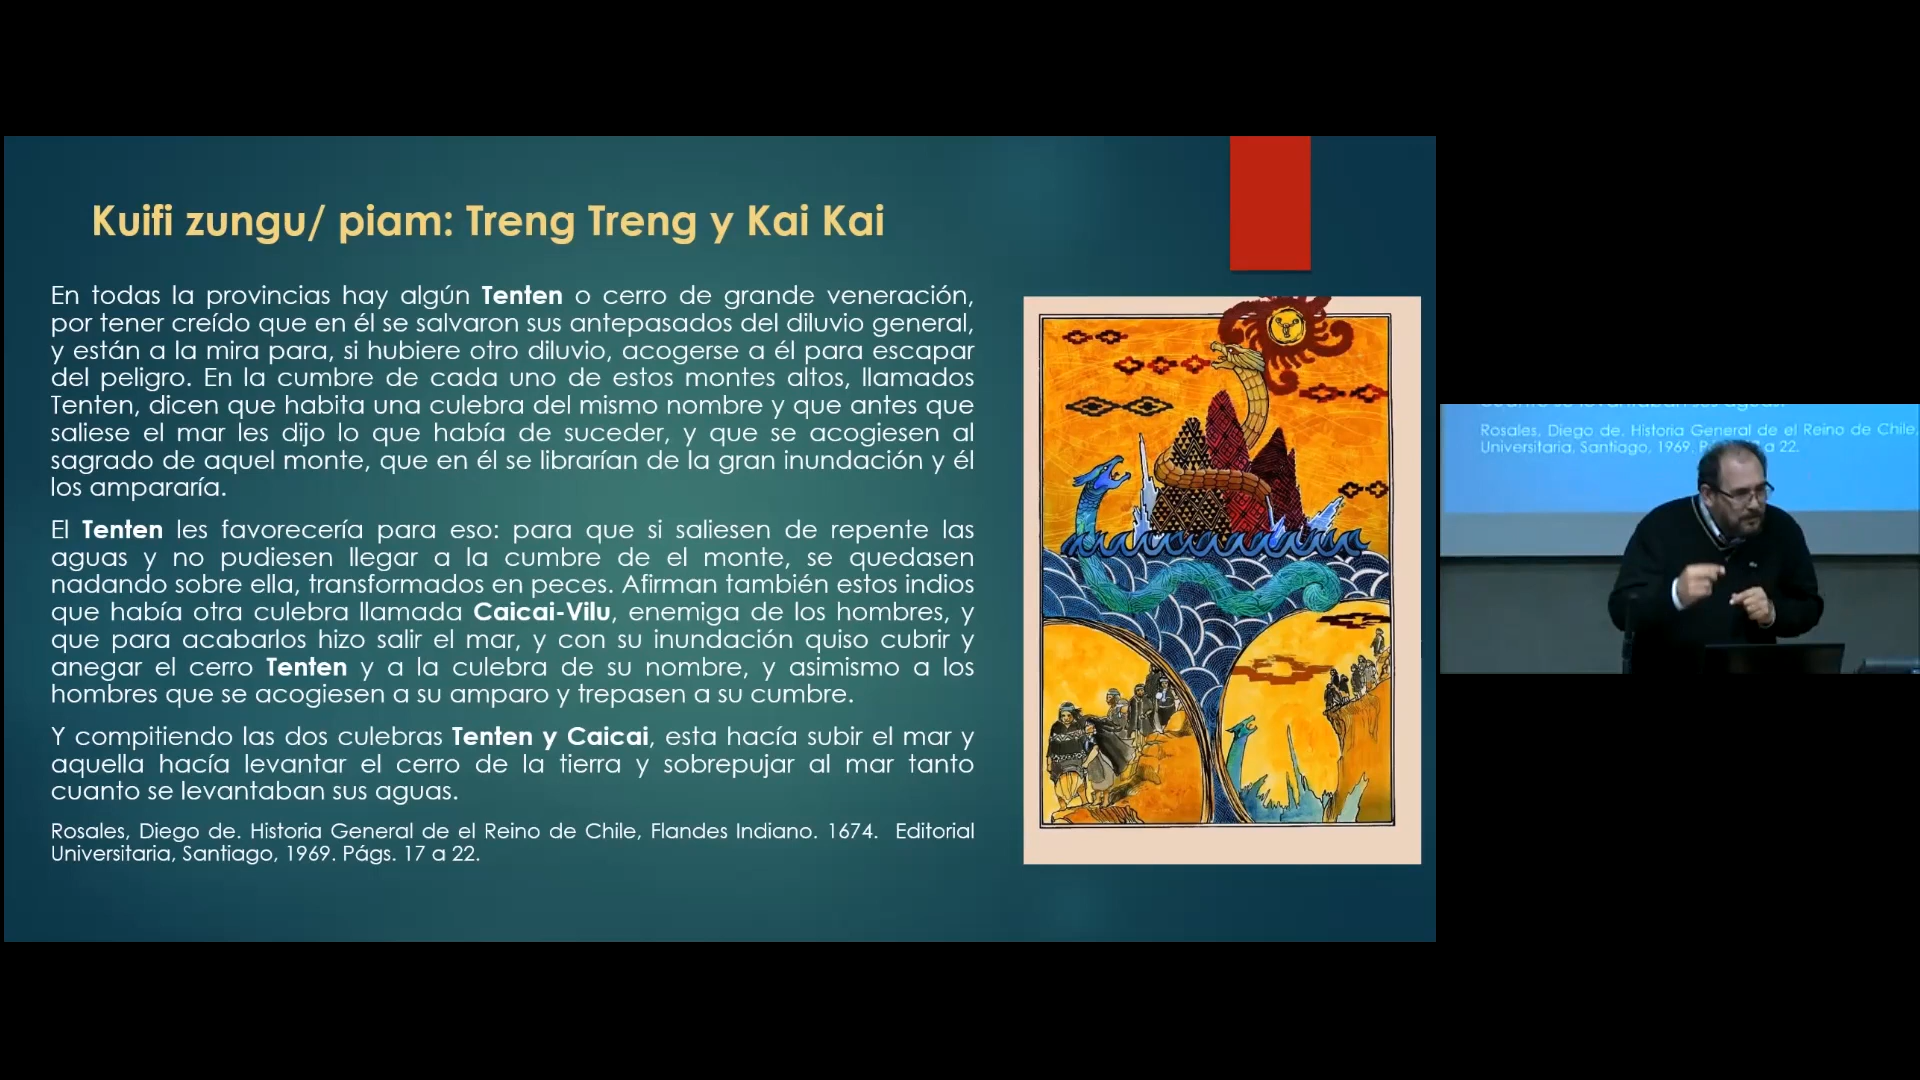 Kuifi zungu/ piam: Treng Treng y Kai Kai
En todas la provincias hay algún Tenten o cerro de grande veneración,
por tener creído que en él se salvaron sus antepasados del diluvio general,
y están a la mira para, si hubiere otro diluvio, acogerse a él para escapar
del peligro. En la cumbre de cada uno de estos montes altos, llamados
Tenten, dicen que habita una culebra del mismo nombre y que antes que
saliese el mar les dijo lo que había de suceder, y que se acogiesen al
sagrado de aquel monte, que en él se librarían de la gran inundación y él
los ampararía.
El Tenten les favorecería para eso: para que si saliesen de repente las
aguas y no pudiesen llegar a la cumbre de el monte, se quedasen
nadando sobre ella, transformados en peces. Afirman también estos indios
que había otra culebra llamada Caicai-Vilu, enemiga de los hombres, y
que para acabarlos hizo salir el mar, y con su inundación quiso cubrir y
anegar el cerro Tenten y a la culebra de su nombre, y asimismo a los
hombres que se acogiesen a su amparo y trepasen a su cumbre.
Y compitiendo las dos culebras Tenten y Caicai, esta hacía subir el mar y
aquella hacía levantar el cerro de la tierra y sobrepujar al mar tanto
cuanto se levantaban sus aguas.
Rosales, Diego de. Historia General de el Reino de Chile, Flandes Indiano. 1674. Editorial
Universitaria, Santiago, 1969. Págs. 17 a 22.
Rosales, Diego de. Historia General de el Reino de Chile,
Universitaria, Santiago, 1969. a 22.